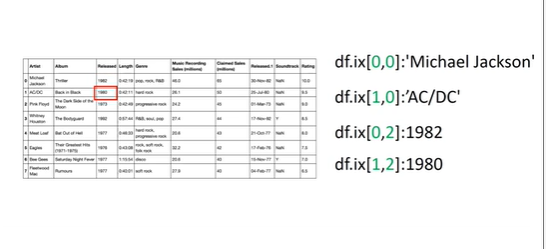 Artist Album Released Length Genre Music Recording Sales (millions) Claimed Sales (millions) Released.1 Soundtrack Rating
0 Michael Jackson Thriller 1982 0:42:19 pop, rock, R&B 46.0 65 30-Nov-82 NaN 10.0
1 AC/DC Back in Black 1980 0:42:11 hard rock 26.1 50 25-Jul-80 NaN 9.5
2 Pink Floyd The Dark Side of the Moon 1973 0:42:49 progressive rock 24.2 45 01-Mar-73 NaN 9.0
3 Whitney Houston The Bodyguard 1992 0:57:44 R&B, soul, pop 27.4 44 17-Nov-92 Y 8.5
4 Meat Loaf Bat Out of Hell 1977 0:46:33 hard rock, progressive rock 20.6 43 21-Oct-77 NaN 8.0
5 Eagles Their Greatest Hits (1971-1975) 1976 0:43:08 rock, soft rock, folk rock 32.2 42 17-Feb-76 NaN 7.5
6 Bee Gees Saturday Night Fever 1977 1:15:54 disco 20.6 40 15-Nov-77 Y 7.0
7 Fleetwood Mac Rumours 1977 0:40:01 soft rock 27.9 40 04-Feb-77 NaN 6.5
df.ix[0,0]:'Michael Jackson'
df.ix[1,0]:’AC/DC'
df.ix[0,2]:1982
df.ix[1,2]:1980